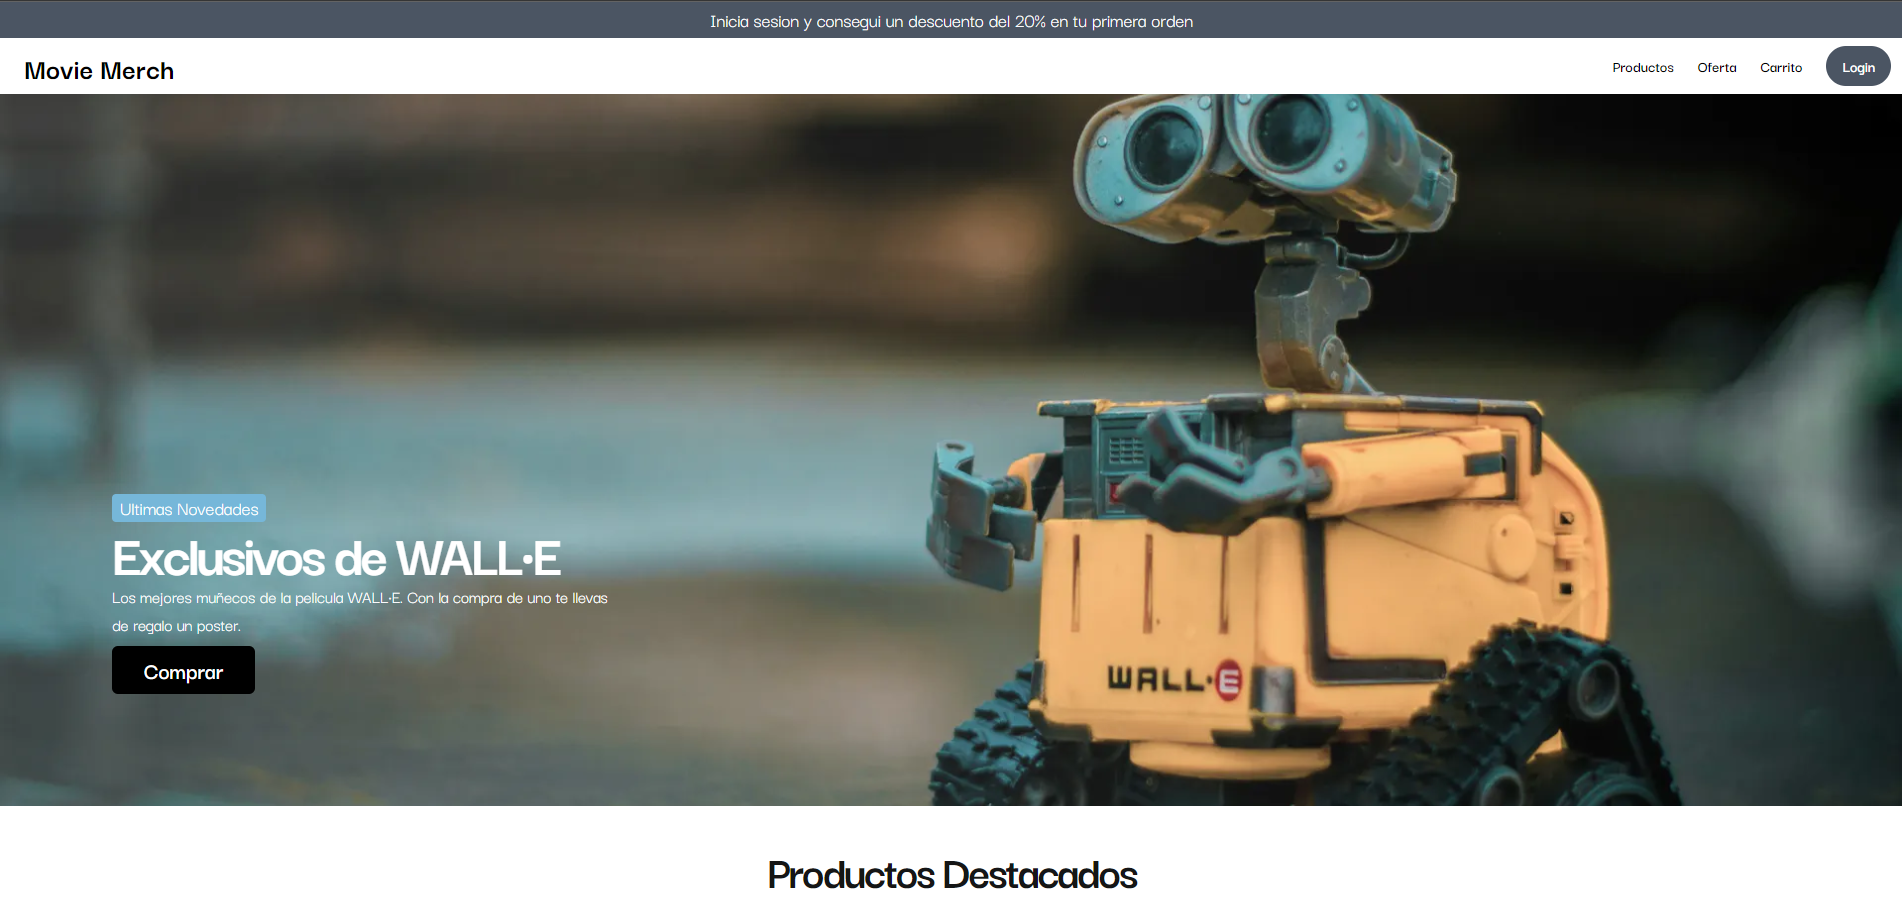 Inicia sesion y consegui un descuento del 20% en tu primera orden
Movie Merch
Productos
Oferta
Carrito
Login
Ultimas Novedades
Exclusivos de WALL·E
Los mejores muñecos de la pelicula WALL·E. Con la compra de uno te llevas
de regalo un poster.
Comprar
WALL·E
Productos Destacados